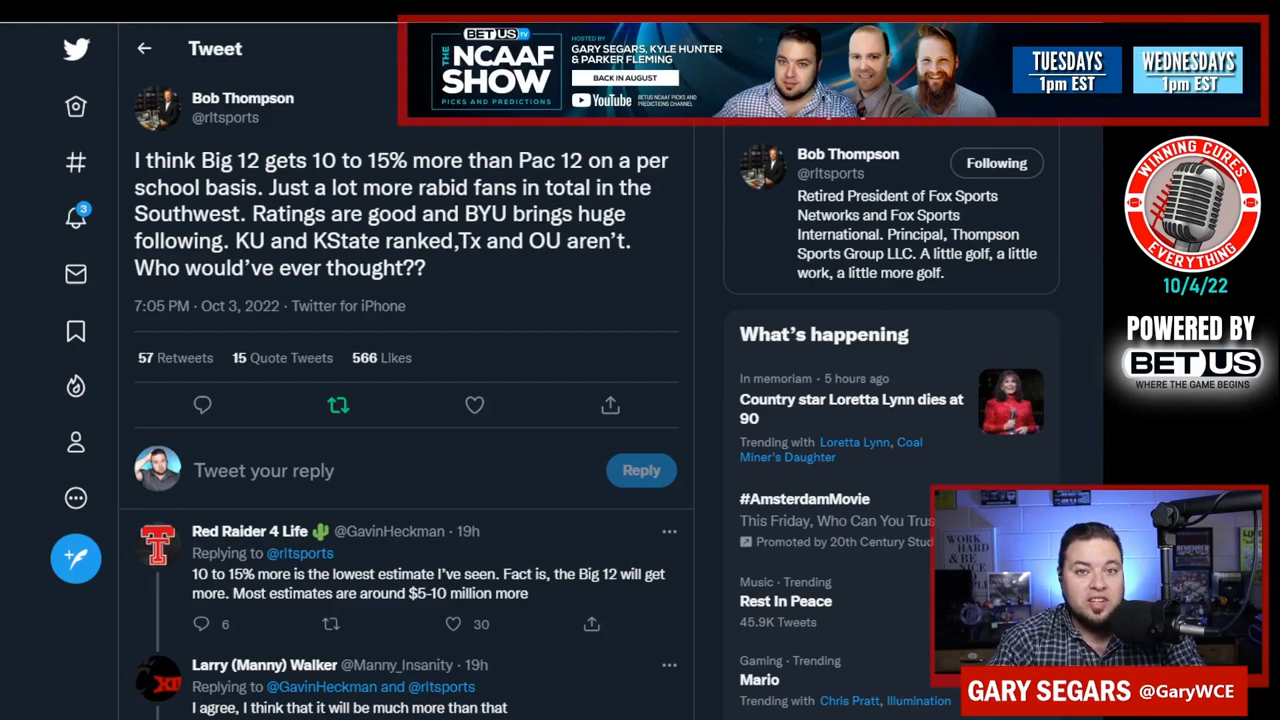 Tweet
Bob Thompson
@rltsports
I think Big 12 gets 10 to 15% more than Pac 12 on a per
school basis. Just a lot more rabid fans in total in the
Southwest. Ratings are good and BYU brings huge
following. KU and KState ranked,Tx and OU aren't.
Who would've ever thought??
7:05 PM · Oct 3, 2022 · Twitter for iPhone
57 Retweets 15 Quote Tweets 566 Likes
Tweet your reply
Reply
3
Red Raider 4 Life @GavinHeckman · 19h
Replying to @rltsports
10 to 15% more is the lowest estimate I've seen. Fact is, the Big 12 will get
more. Most estimates are around $5-10 million more
6 30
Larry (Manny) Walker @Manny_Insanity · 19h
Replying to @GavinHeckman and @rltsports
I agree, I think that it will be much more than that
BETUS TV
THE
NCAAF
SHOW
PICKS AND PREDICTIONS
HOSTED BY
GARY SEGARS, KYLE HUNTER
& PARKER FLEMING
BACK IN AUGUST
YouTube
BETUS NCAAF PICKS AND
PREDICTIONS CHANNEL
TUESDAYS
1pm EST
WEDNESDAYS
1pm EST
Bob Thompson
@rltsports
Following
Retired President of Fox Sports
Networks and Fox Sports
International. Principal, Thompson
Sports Group LLC. A little golf, a little
work, a little more golf.
What's happening
In memoriam · 5 hours ago
Country star Loretta Lynn dies at
90
Trending with Loretta Lynn, Coal
Miner's Daughter
#AmsterdamMovie
This Friday, Who Can You Trus
Promoted by 20th Century Stud
Music · Trending
Rest In Peace
45.9K Tweets
Gaming · Trending
Mario
Trending with Chris Pratt, Illumination
WINNING CURES
EVERYTHING
10/4/22
POWERED BY
BETUS
WHERE THE GAME BEGINS
WORK
HARD
& BE
NICE
GARY SEGARS @GaryWCE